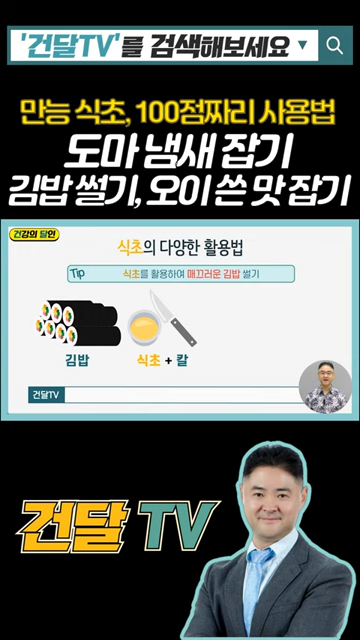 '건달TV'를 검색해보세요
만능 식초, 100점짜리 사용법
도마 냄새 잡기
김밥 썰기, 오이 쓴 맛 잡기
건강의 달인
식초의 다양한 활용법
Tip 식초를 활용하여 매끄러운 김밥 썰기
김밥 식초 + 칼
건달TV
건달 TV